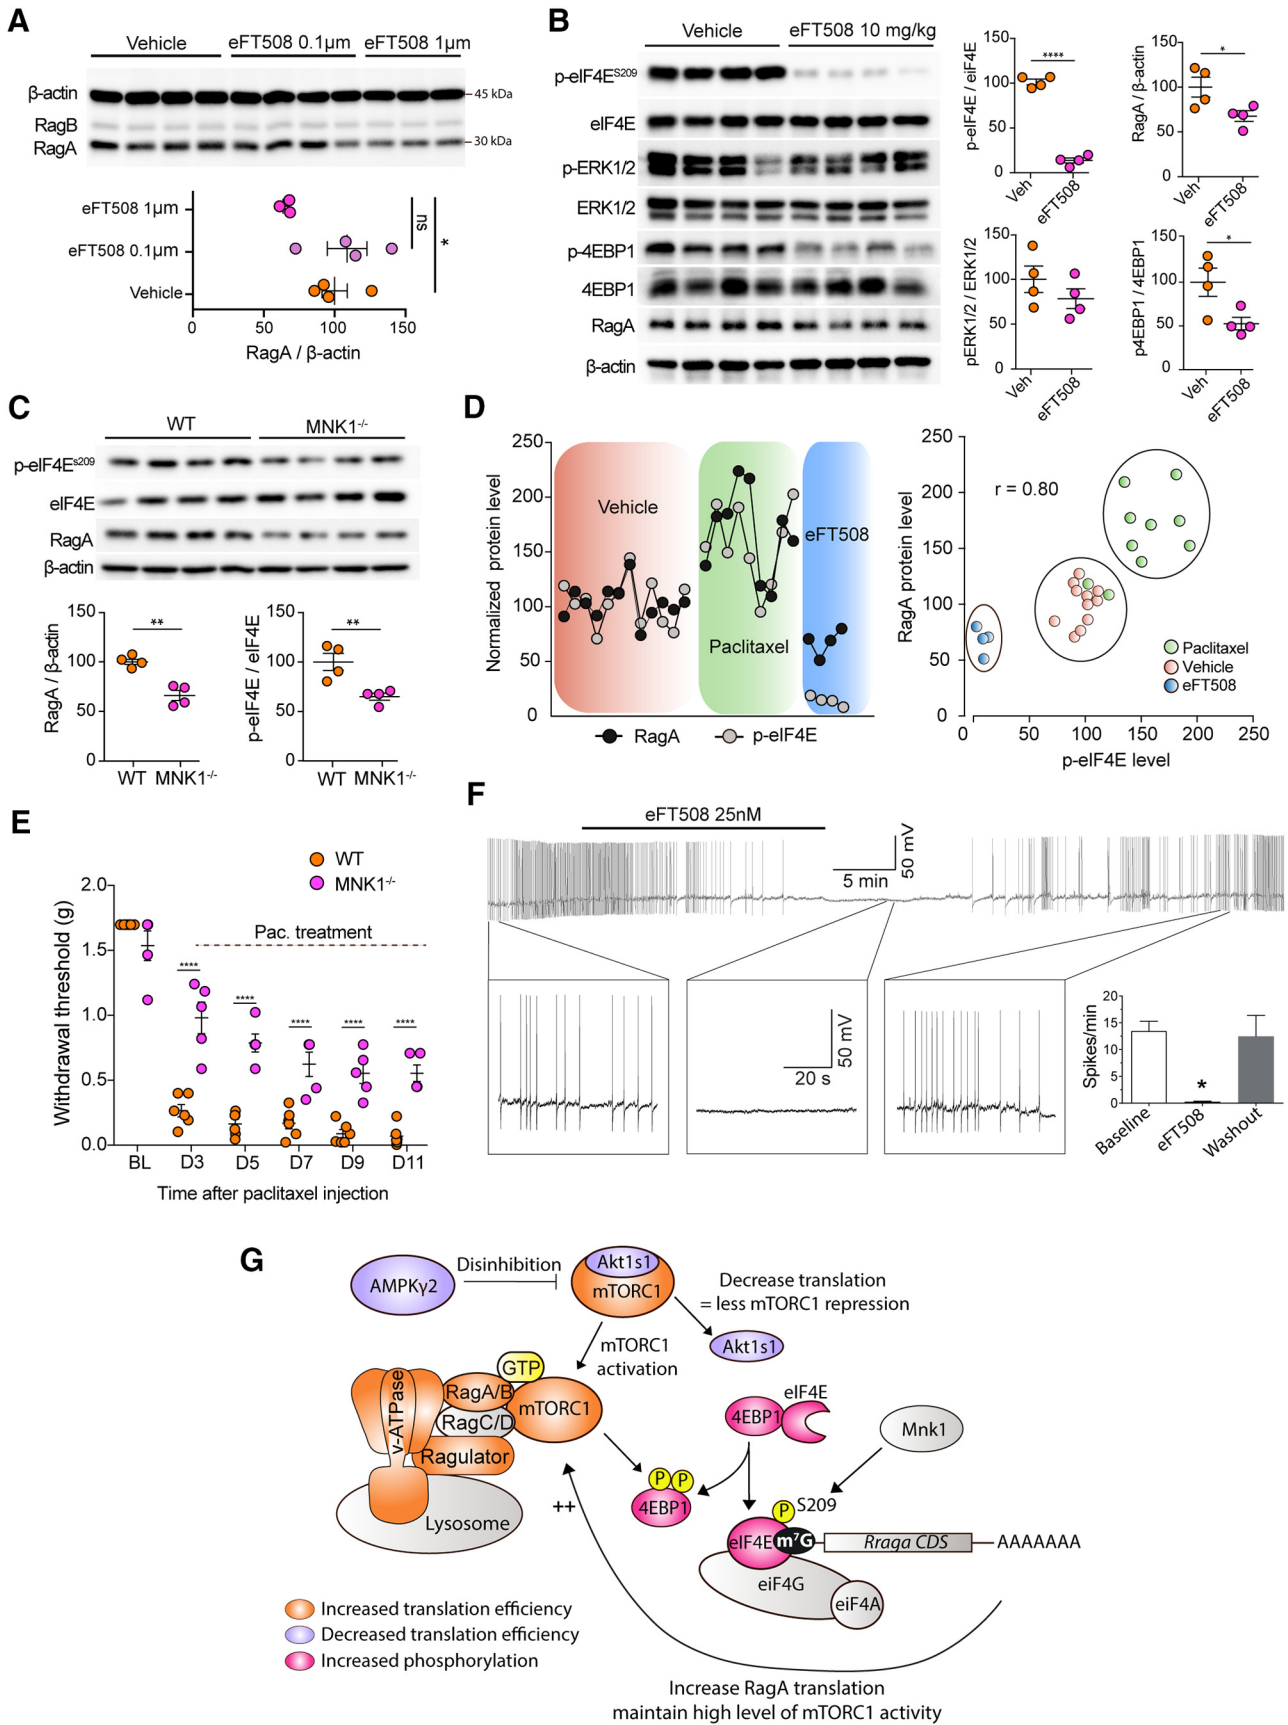 A
Vehicle
eFT508 0.1µm
eFT508 1µm
β-actin
45 kDa
RagB
RagA
30 kDa
eFT508 1µm
eFT508 0.1µm
Vehicle
ns
*
0
50
100
150
RagA / β-actin
B
Vehicle
eFT508 10 mg/kg
p-eIF4E^S209
eIF4E
p-ERK1/2
ERK1/2
p-4EBP1
4EBP1
RagA
β-actin
p-eIF4E / eiF4E
150
100
50
0
****
Veh
eFT508
RagA / β-actin
150
100
50
0
*
Veh
eFT508
pERK1/2 / ERK1/2
150
100
50
0
Veh
eFT508
p4EBP1 / 4EBP1
150
100
50
0
*
Veh
eFT508
C
WT
MNK1-/-
p-eIF4E^s209
eIF4E
RagA
β-actin
RagA / β-actin
150
100
50
0
**
WT MNK1-/-
p-eIF4E / eIF4E
150
100
50
0
**
WT MNK1-/-
D
Normalized protein level
250
200
150
100
50
0
Vehicle
Paclitaxel
eFT508
RagA
p-eIF4E
RagA protein level
250
200
150
100
50
0
r = 0.80
Paclitaxel
Vehicle
eFT508
0
50
100
150
200
250
p-eIF4E level
E
WT
MNK1-/-
Withdrawal threshold (g)
2.0
1.5
1.0
0.5
0.0
Pac. treatment
****
****
****
****
****
BL
D3
D5
D7
D9
D11
Time after paclitaxel injection
F
eFT508 25nM
5 min
50 mV
20 s
50 mV
Spikes/min
20
15
10
5
0
*
Baseline
eFT508
Washout
G
AMPKγ2
Disinhibition
Akt1s1
mTORC1
Decrease translation
= less mTORC1 repression
Akt1s1
mTORC1
activation
GTP
v-ATPase
RagA/B
mTORC1
RagC/D
Ragulator
Lysosome
4EBP1
eIF4E
Mnk1
P
P
4EBP1
++
P
S209
eIF4E
m⁷G
Rraga CDS
AAAAAAA
eiF4G
eiF4A
Increased translation efficiency
Decreased translation efficiency
Increased phosphorylation
Increase RagA translation
maintain high level of mTORC1 activity